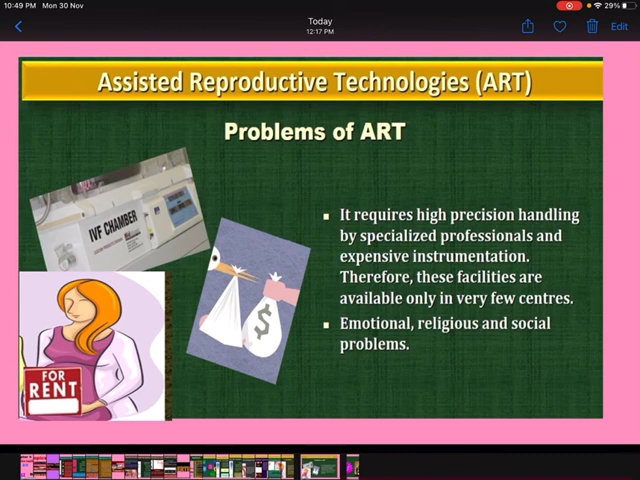 10:49 PM Mon 30 Nov
29%
Today
12:17 PM
Edit
Assisted Reproductive Technologies (ART)
Problems of ART
IVF CHAMBER
It requires high precision handling
by specialized professionals and
expensive instrumentation.
Therefore, these facilities are
available only in very few centres.
Emotional, religious and social
problems.
$
FOR
RENT